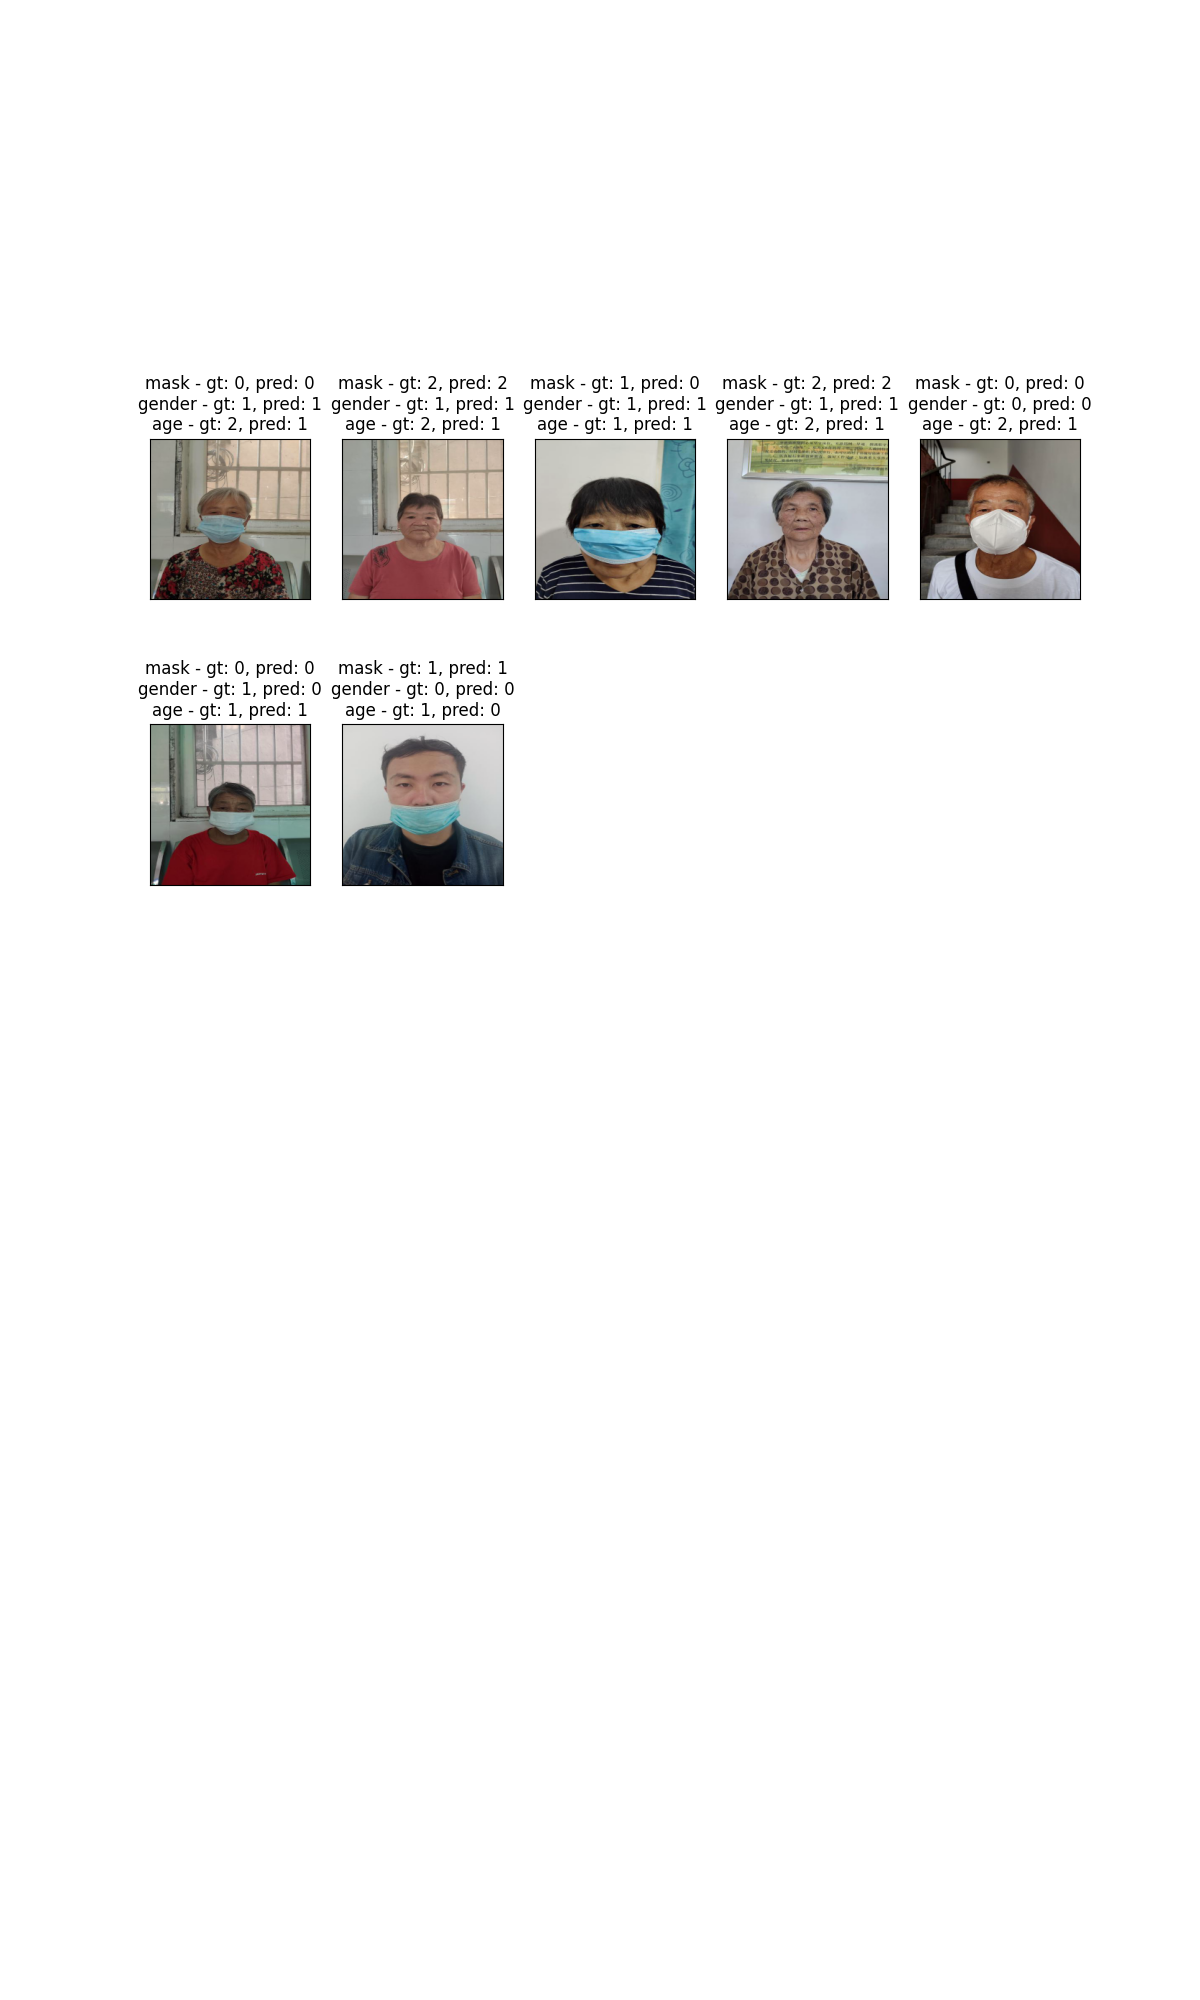 mask - gt: 0, pred: 0
gender - gt: 1, pred: 1
age - gt: 2, pred: 1
mask - gt: 2, pred: 2
gender - gt: 1, pred: 1
age - gt: 2, pred: 1
mask - gt: 1, pred: 0
gender - gt: 1, pred: 1
age - gt: 1, pred: 1
mask - gt: 2, pred: 2
gender - gt: 1, pred: 1
age - gt: 2, pred: 1
mask - gt: 0, pred: 0
gender - gt: 0, pred: 0
age - gt: 2, pred: 1
mask - gt: 0, pred: 0
gender - gt: 1, pred: 0
age - gt: 1, pred: 1
mask - gt: 1, pred: 1
gender - gt: 0, pred: 0
age - gt: 1, pred: 0